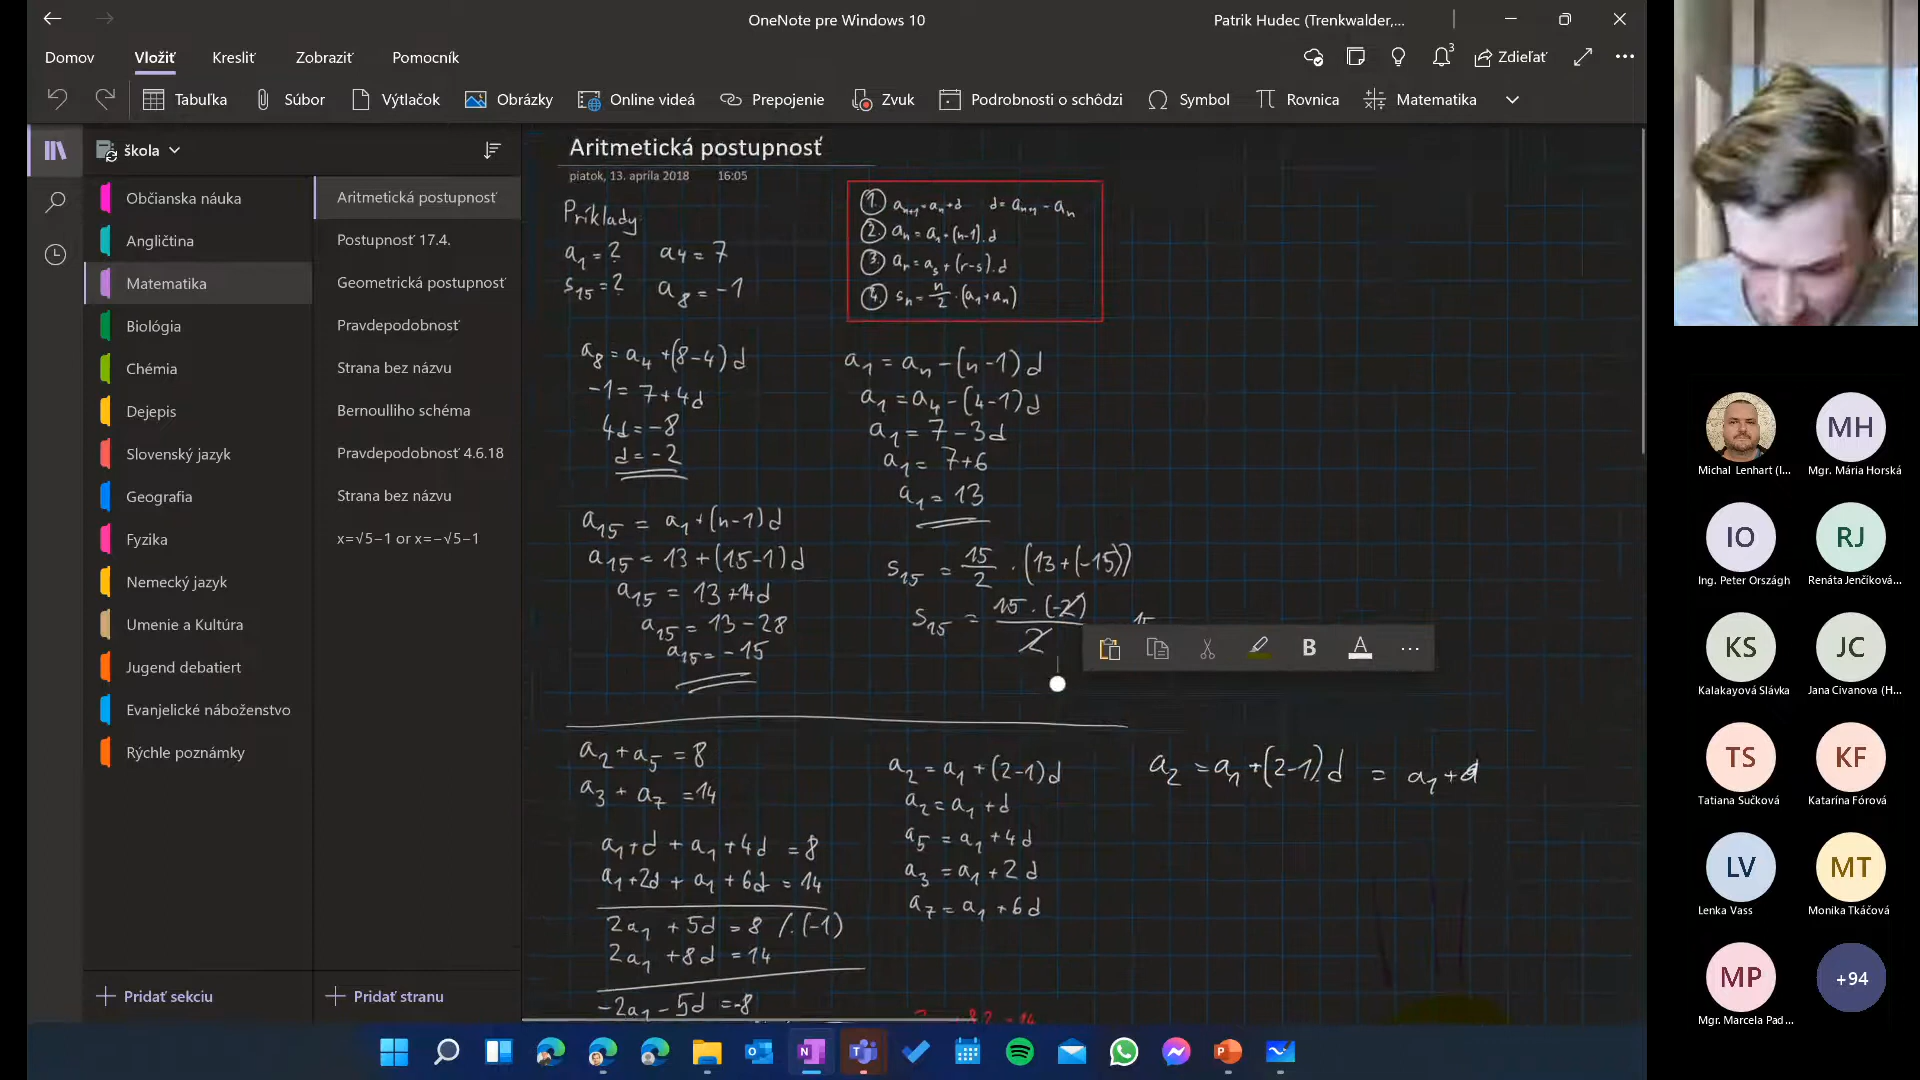 OneNote pre Windows 10
Patrik Hudec (Trenkwalder,...
Domov
Vložiť
Kresliť
Zobraziť
Pomocník
3
Zdieľať
Tabuľka
Súbor
Výtlačok
Obrázky
Online videá
Prepojenie
Zvuk
Podrobnosti o schôdzi
Symbol
Rovnica
Matematika
škola
Občianska náuka
Angličtina
Matematika
Biológia
Chémia
Dejepis
Slovenský jazyk
Geografia
Fyzika
Nemecký jazyk
Umenie a Kultúra
Jugend debatiert
Evanjelické náboženstvo
Rýchle poznámky
Pridať sekciu
Aritmetická postupnosť
Postupnosť 17.4.
Geometrická postupnosť
Pravdepodobnosť
Strana bez názvu
Bernoulliho schéma
Pravdepodobnosť 4.6.18
Strana bez názvu
x=√5−1 or x=−√5−1
Pridať stranu
Aritmetická postupnosť
piatok, 13. apríla 2018 16:05
Príklady
a₁ = ? a₄ = 7
s₁₅ = ? a₈ = -1
1. aₙ₊₁ = aₙ + d d = aₙ₊₁ - aₙ
2. aₙ = a₁ + (n-1).d
3. aᵣ = aₛ + (r-s).d
4. sₙ = n/2 . (a₁ + aₙ)
a₈ = a₄ + (8-4)d
-1 = 7 + 4d
4d = -8
d = -2
a₁ = aₙ - (n-1)d
a₁ = a₄ - (4-1)d
a₁ = 7 - 3d
a₁ = 7 + 6
a₁ = 13
a₁₅ = a₁ + (n-1)d
a₁₅ = 13 + (15-1)d
a₁₅ = 13 + 14d
a₁₅ = 13 - 28
a₁₅ = -15
s₁₅ = 15/2 . (13 + (-15))
s₁₅ = 15 . (-2) / 2
B
A
a₂ + a₅ = 8
a₃ + a₇ = 14
a₁ + d + a₁ + 4d = 8
a₁ + 2d + a₁ + 6d = 14
2a₁ + 5d = 8 /.(-1)
2a₁ + 8d = 14
-2a₁ - 5d = -8
a₂ = a₁ + (2-1)d
a₂ = a₁ + d
a₅ = a₁ + 4d
a₃ = a₁ + 2d
a₇ = a₁ + 6d
a₂ = a₁ + (2-1).d = a₁ + d
Michal Lenhart (I...
MH
Mgr. Mária Horská
IO
Ing. Peter Országh
RJ
Renáta Jenčíková...
KS
Kalakayová Slávka
JC
Jana Civanova (H...
TS
Tatiana Sučková
KF
Katarína Fórová
LV
Lenka Vass
MT
Monika Tkáčová
MP
Mgr. Marcela Pad...
+94